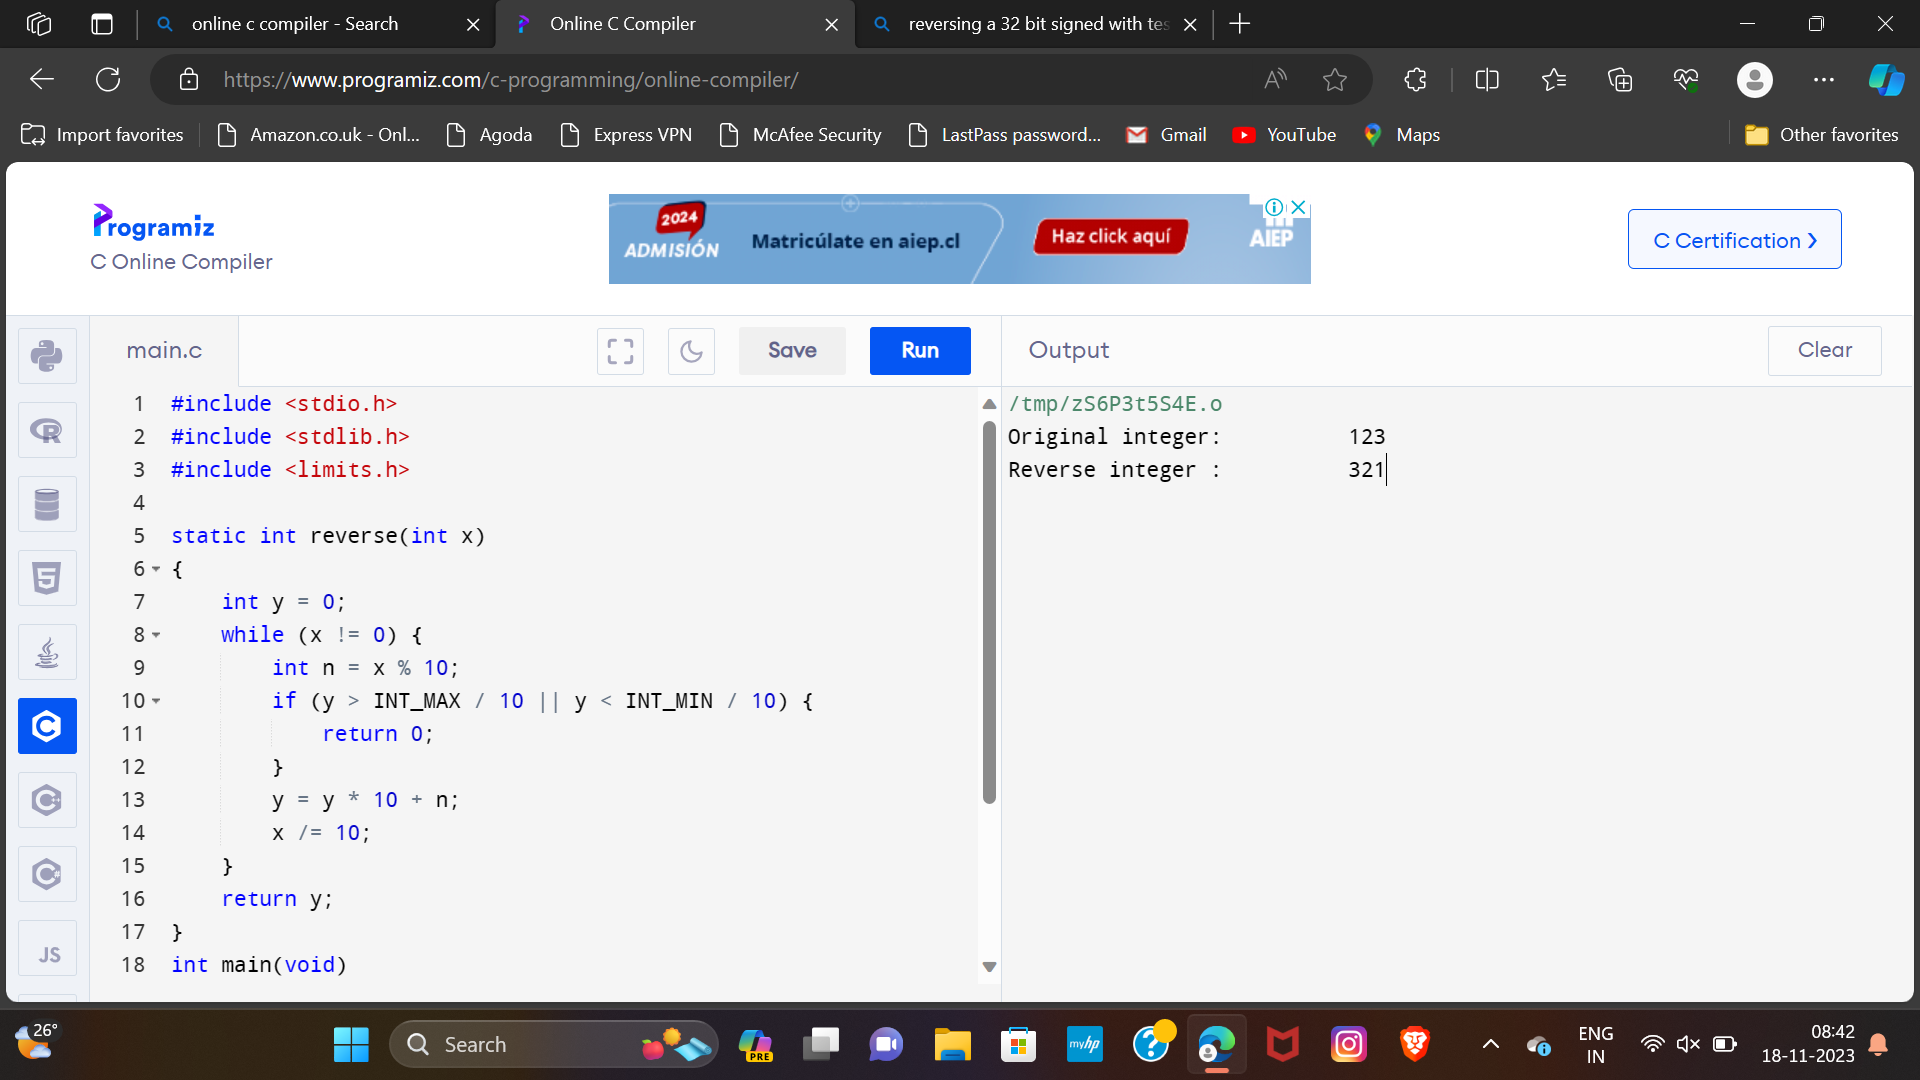 online c compiler - Search
Online C Compiler
reversing a 32 bit signed with tes
https://www.programiz.com/c-programming/online-compiler/
Import favorites
Amazon.co.uk - Onl...
Agoda
Express VPN
McAfee Security
LastPass password...
Gmail
YouTube
Maps
Other favorites
Programiz
C Online Compiler
2024
ADMISIÓN
Matricúlate en aiep.cl
Haz click aquí
AIEP
C Certification
main.c
Save
Run
Output
Clear
1 #include <stdio.h>
2 #include <stdlib.h>
3 #include <limits.h>
4
5 static int reverse(int x)
6 {
7 int y = 0;
8 while (x != 0) {
9 int n = x % 10;
10 if (y > INT_MAX / 10 || y < INT_MIN / 10) {
11 return 0;
12 }
13 y = y * 10 + n;
14 x /= 10;
15 }
16 return y;
17 }
18 int main(void)
/tmp/zS6P3t5S4E.o
Original integer: 123
Reverse integer : 321
JS
26°
Search
PRE
myhp
ENG
IN
08:42
18-11-2023